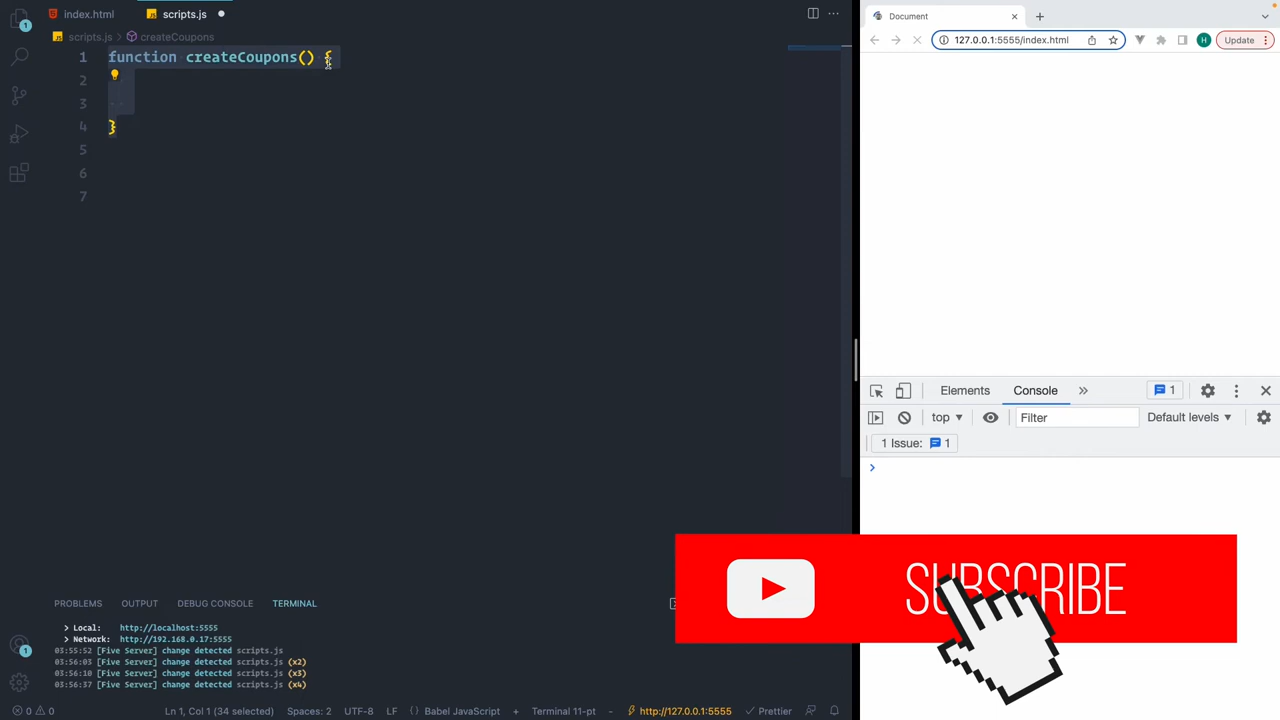 index.html
scripts.js
scripts.js > createCoupons
1 function createCoupons() {
2
3
4 }
5
6
7
PROBLEMS OUTPUT DEBUG CONSOLE TERMINAL
> Local: http://localhost:5555
> Network: http://192.168.0.17:5555
03:55:52 [Five Server] change detected scripts.js
03:56:03 [Five Server] change detected scripts.js (x2)
03:56:10 [Five Server] change detected scripts.js (x3)
03:56:37 [Five Server] change detected scripts.js (x4)
1
1
0 0 Ln 1, Col 1 (34 selected) Spaces: 2 UTF-8 LF {} Babel JavaScript + Terminal 11-pt - http://127.0.0.1:5555 Prettier
Document
127.0.0.1:5555/index.html
H
Update
Elements Console » 1
top Filter Default levels
1 Issue: 1
>
SUBSCRIBE